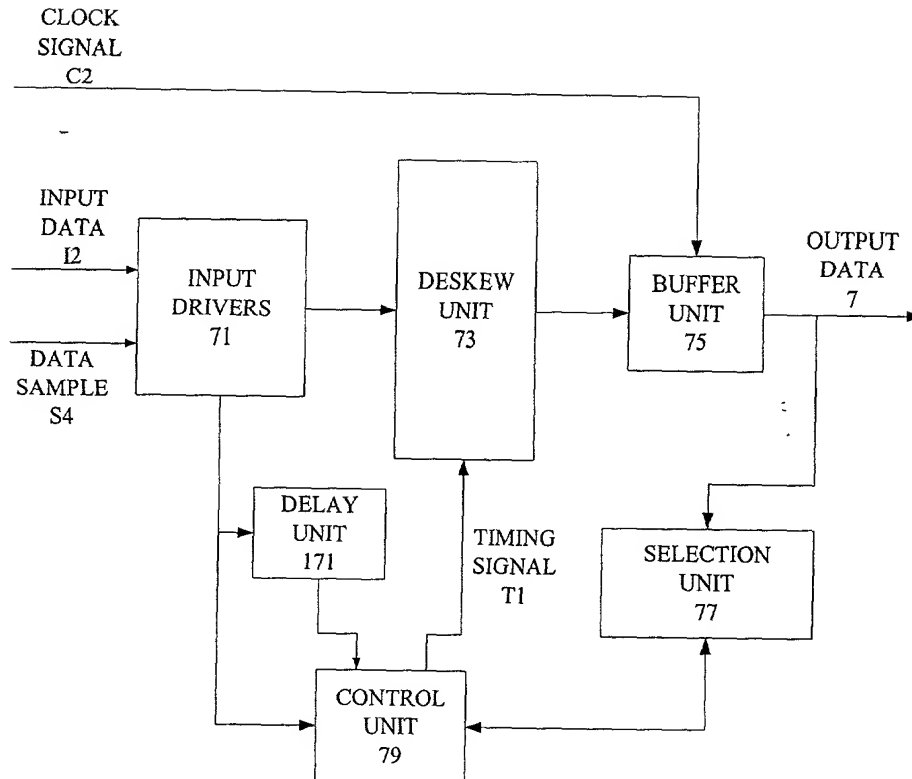 CLOCK
SIGNAL
C2
INPUT
DATA
I2
DATA
SAMPLE
S4
INPUT
DRIVERS
71
DESKEW
UNIT
73
BUFFER
UNIT
75
OUTPUT
DATA
7
DELAY
UNIT
171
TIMING
SIGNAL
T1
SELECTION
UNIT
77
CONTROL
UNIT
79